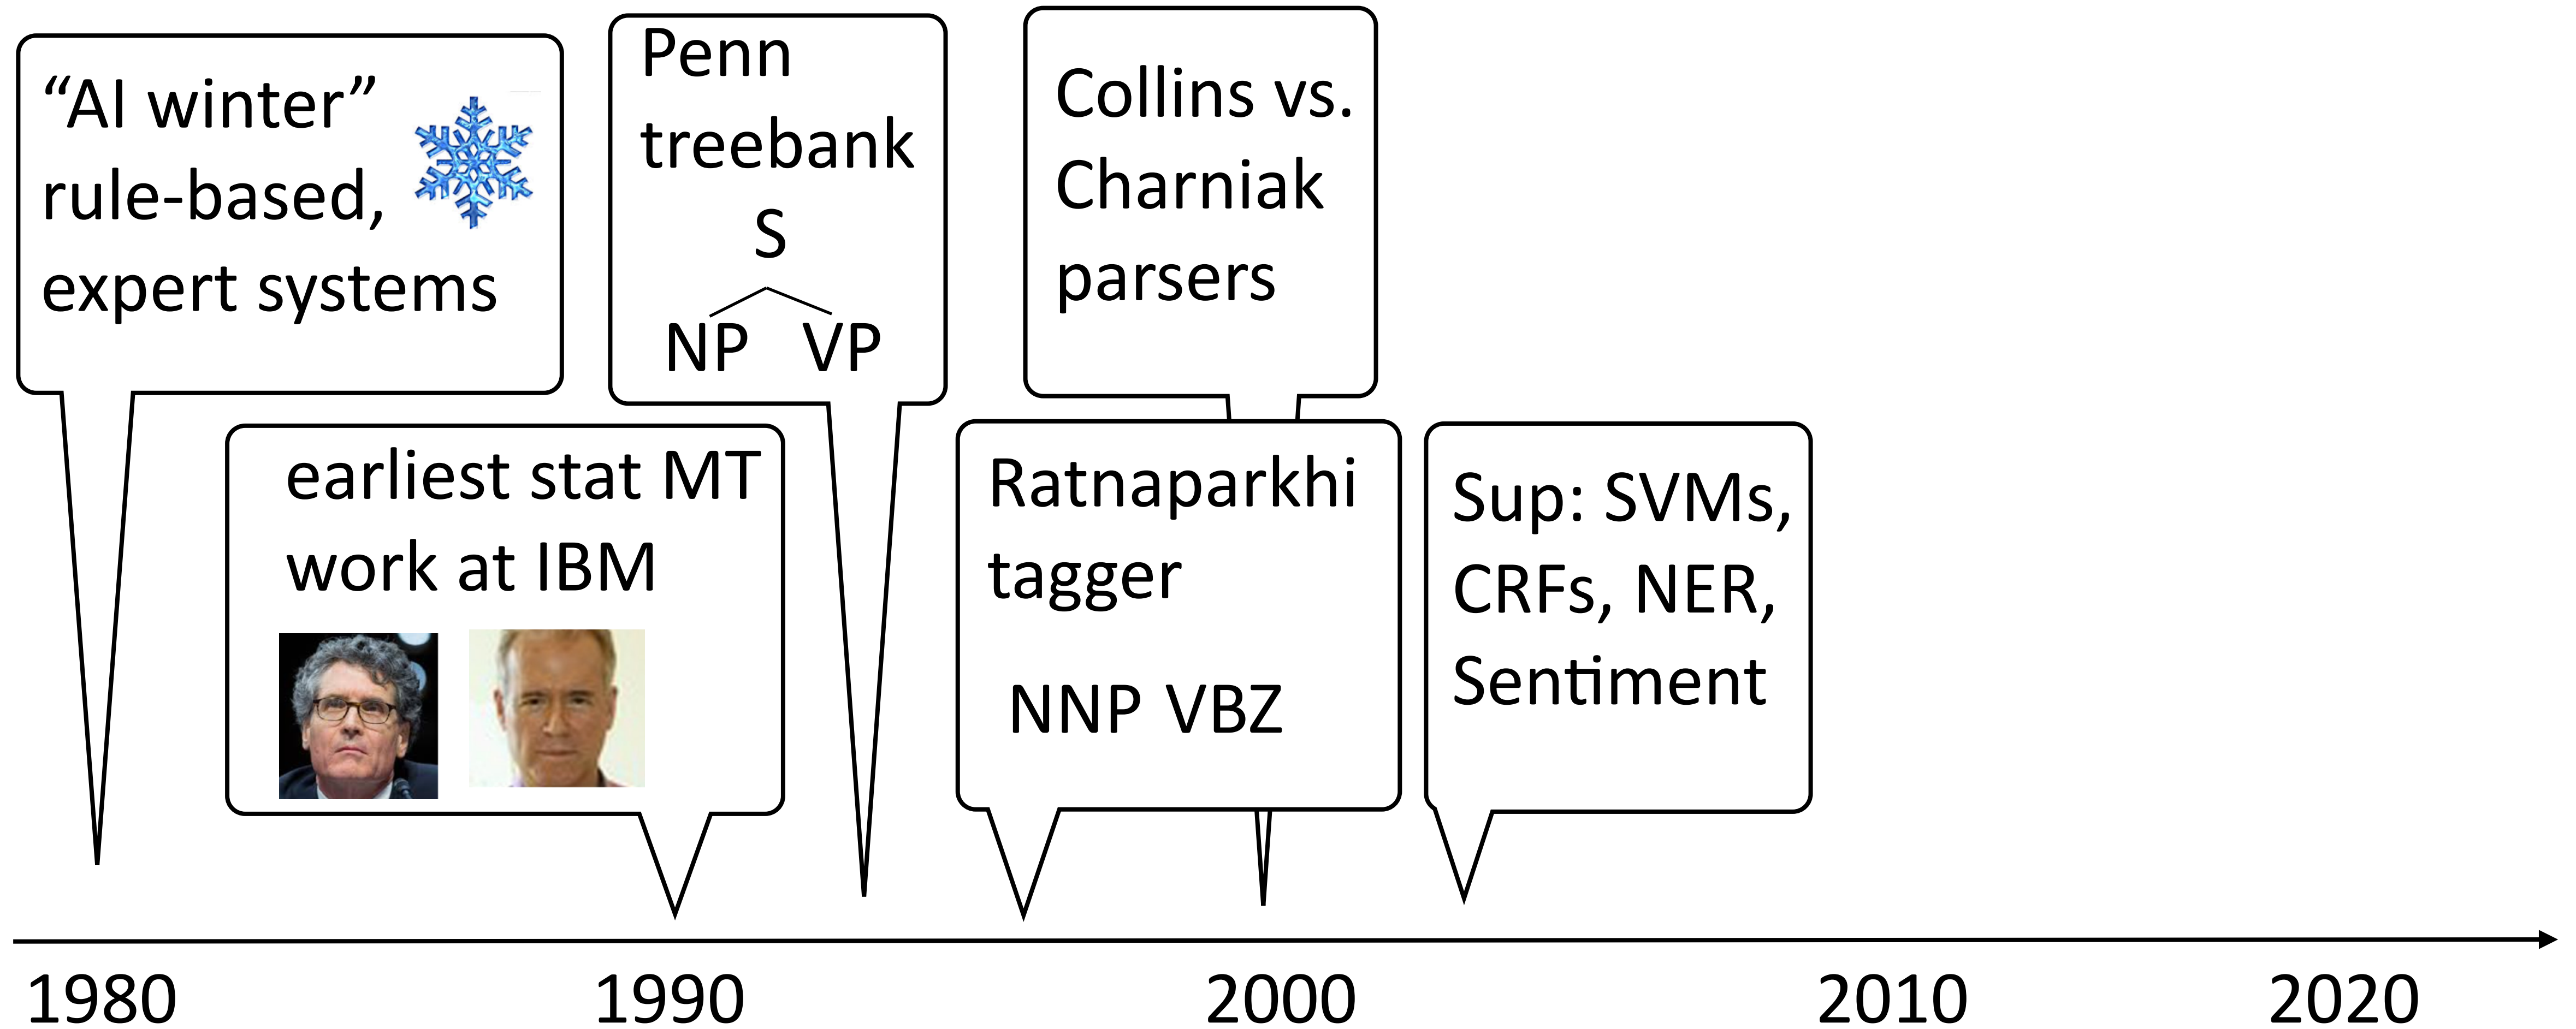 “AI winter”
rule-based,
expert systems
earliest stat MT
work at IBM
Penn
treebank
S
NP VP
Collins vs.
Charniak
parsers
Ratnaparkhi
tagger
NNP VBZ
Sup: SVMs,
CRFs, NER,
Sentiment
1980 1990 2000 2010 2020